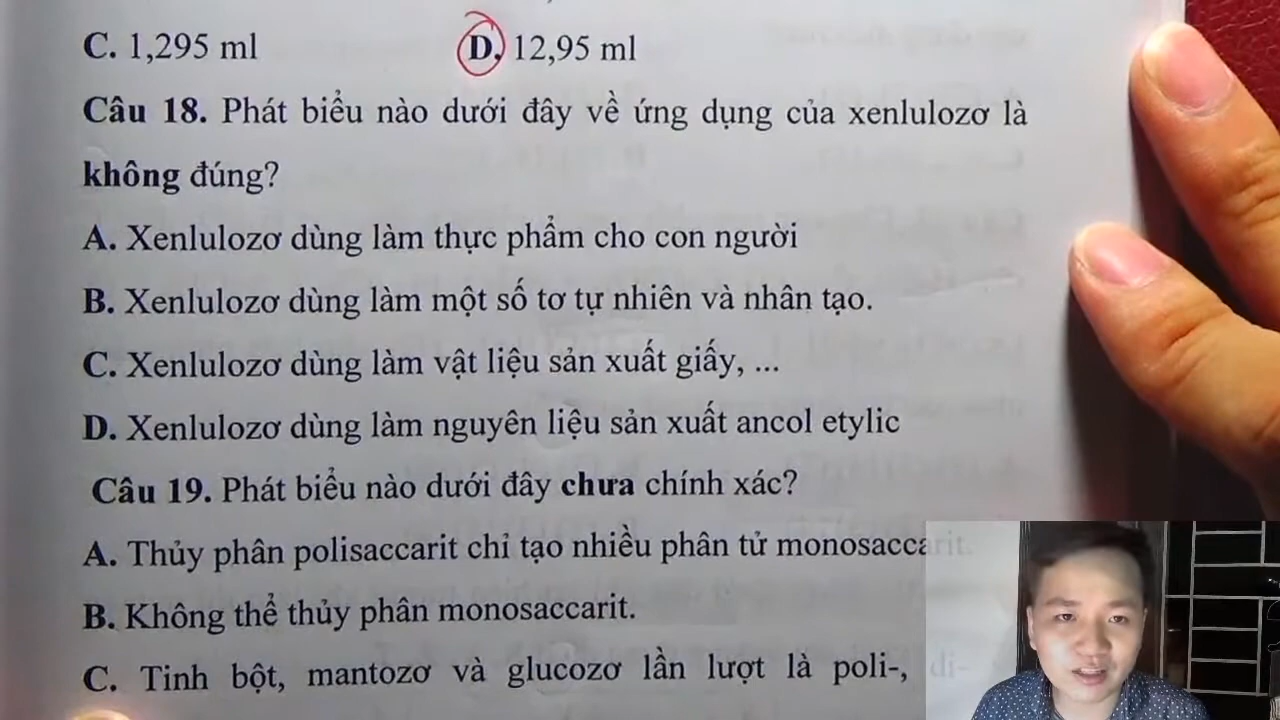 C. 1,295 ml D. 12,95 ml
Câu 18. Phát biểu nào dưới đây về ứng dụng của xenlulozơ là
không đúng?
A. Xenlulozơ dùng làm thực phẩm cho con người
B. Xenlulozơ dùng làm một số tơ tự nhiên và nhân tạo.
C. Xenlulozơ dùng làm vật liệu sản xuất giấy, ...
D. Xenlulozơ dùng làm nguyên liệu sản xuất ancol etylic
Câu 19. Phát biểu nào dưới đây chưa chính xác?
A. Thủy phân polisaccarit chỉ tạo nhiều phân tử monosaccarit.
B. Không thể thủy phân monosaccarit.
C. Tinh bột, mantozơ và glucozơ lần lượt là poli-, di-